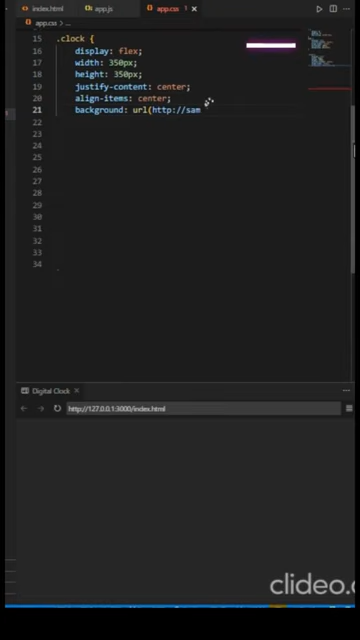 index.html
app.js
app.css 1
app.css > ...
15 .clock {
16 display: flex;
17 width: 350px;
18 height: 350px;
19 justify-content: center;
20 align-items: center;
21 background: url(http://sam
22
23
24
25
26
27
28
29
30
31
32
33
34
Digital Clock
http://127.0.0.1:3000/index.html
clideo.c